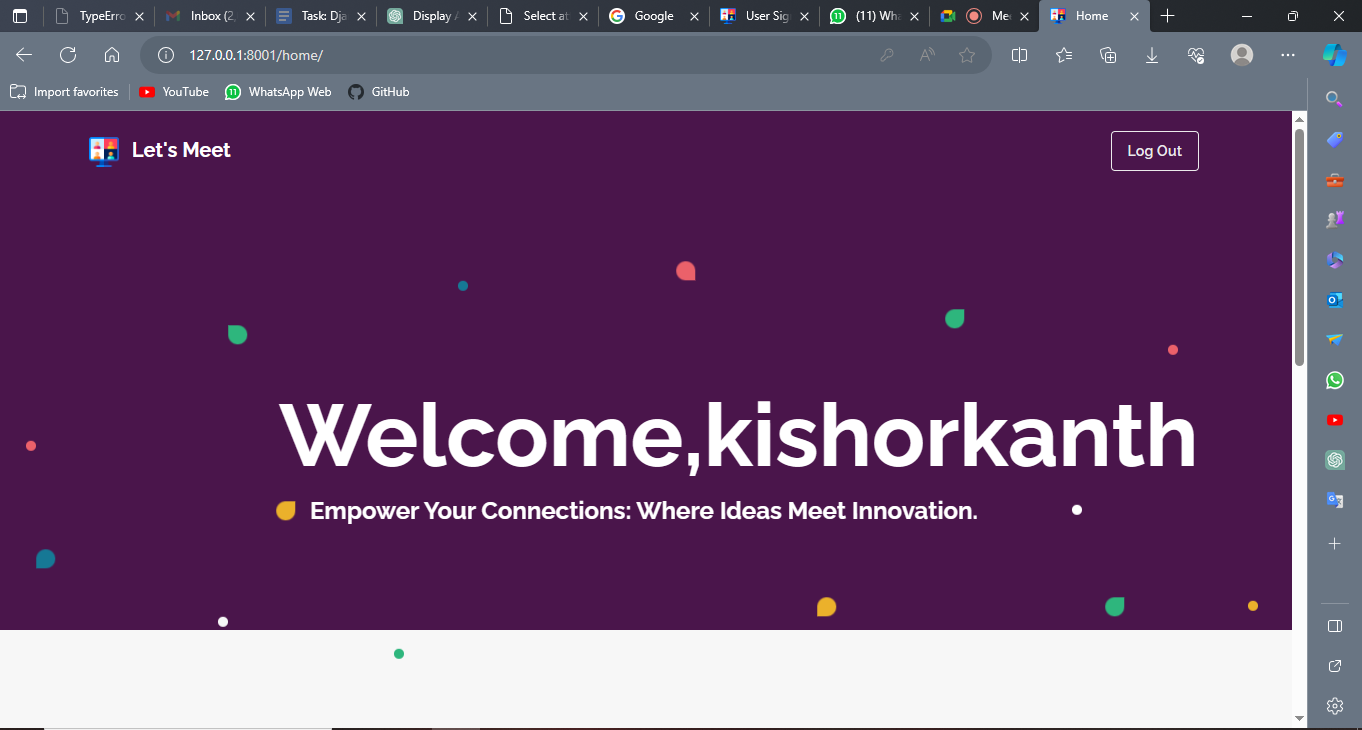 TypeErro
Inbox (2,
Task: Dja
Display A
Select ab
Google
User Sig
(11) Wha
Me
Home
127.0.0.1:8001/home/
Import favorites
YouTube
11
WhatsApp Web
GitHub
Let's Meet
Log Out
Welcome,kishorkanth
Empower Your Connections: Where Ideas Meet Innovation.